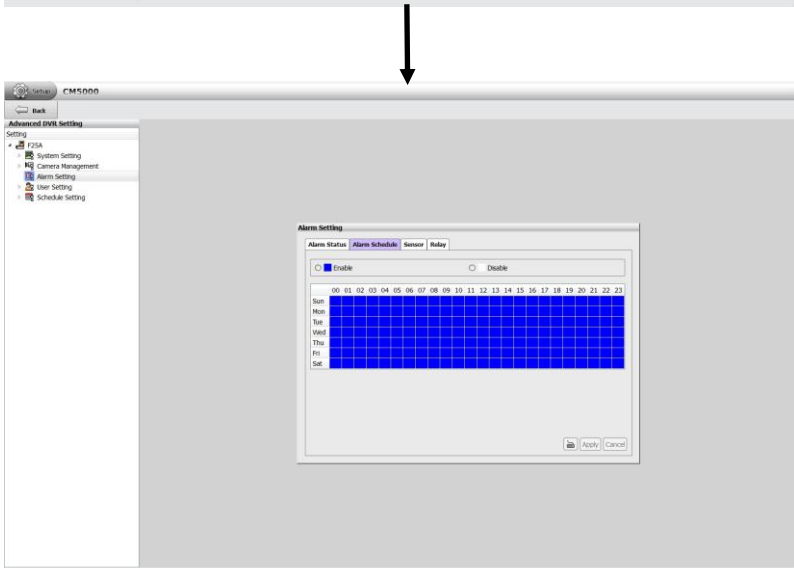 Setup CM5000
Back
Advanced DVR Setting
Setting
F25A
System Setting
Camera Management
Alarm Setting
User Setting
Schedule Setting
Alarm Setting
Alarm Status Alarm Schedule Sensor Relay
Enable Disable
00 01 02 03 04 05 06 07 08 09 10 11 12 13 14 15 16 17 18 19 20 21 22 23
Sun
Mon
Tue
Wed
Thu
Fri
Sat
Apply Cancel